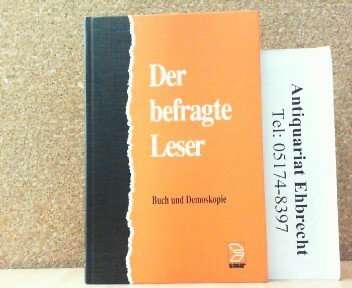 Der
befragte
Leser
Buch und Demoskopie
Antiquariat Ehbrecht
Tel: 05174-8397